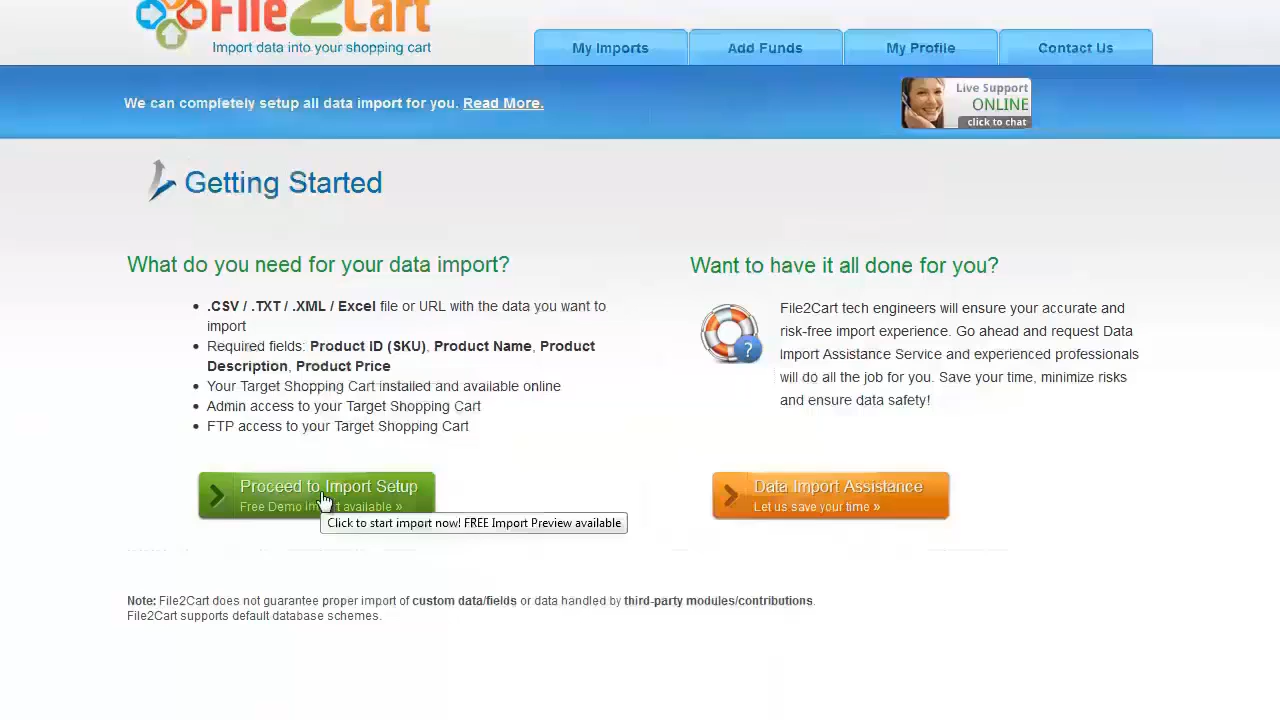 File2Cart
Import data into your shopping cart
My Imports
Add Funds
My Profile
Contact Us
We can completely setup all data import for you. Read More.
Live Support
ONLINE
click to chat
Getting Started
What do you need for your data import?
.CSV / .TXT / .XML / Excel file or URL with the data you want to
import
Required fields: Product ID (SKU), Product Name, Product
Description, Product Price
Your Target Shopping Cart installed and available online
Admin access to your Target Shopping Cart
FTP access to your Target Shopping Cart
Proceed to Import Setup
Free Demo Import available »
Click to start import now! FREE Import Preview available
Want to have it all done for you?
File2Cart tech engineers will ensure your accurate and
risk-free import experience. Go ahead and request Data
Import Assistance Service and experienced professionals
will do all the job for you. Save your time, minimize risks
and ensure data safety!
Data Import Assistance
Let us save your time »
Note: File2Cart does not guarantee proper import of custom data/fields or data handled by third-party modules/contributions.
File2Cart supports default database schemes.